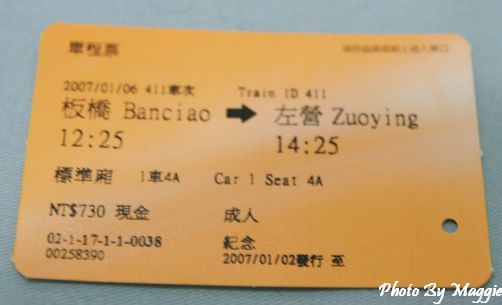 單程票
2007/01/06 411車次 Train ID 411
板橋 Banciao → 左營 Zuoying
12:25 14:25
標準廂 1車4A Car 1 Seat 4A
NT$730 現金 成人
02-1-17-1-1-0038 紀念
00258390 2007/01/02發行 至
Photo By Maggie